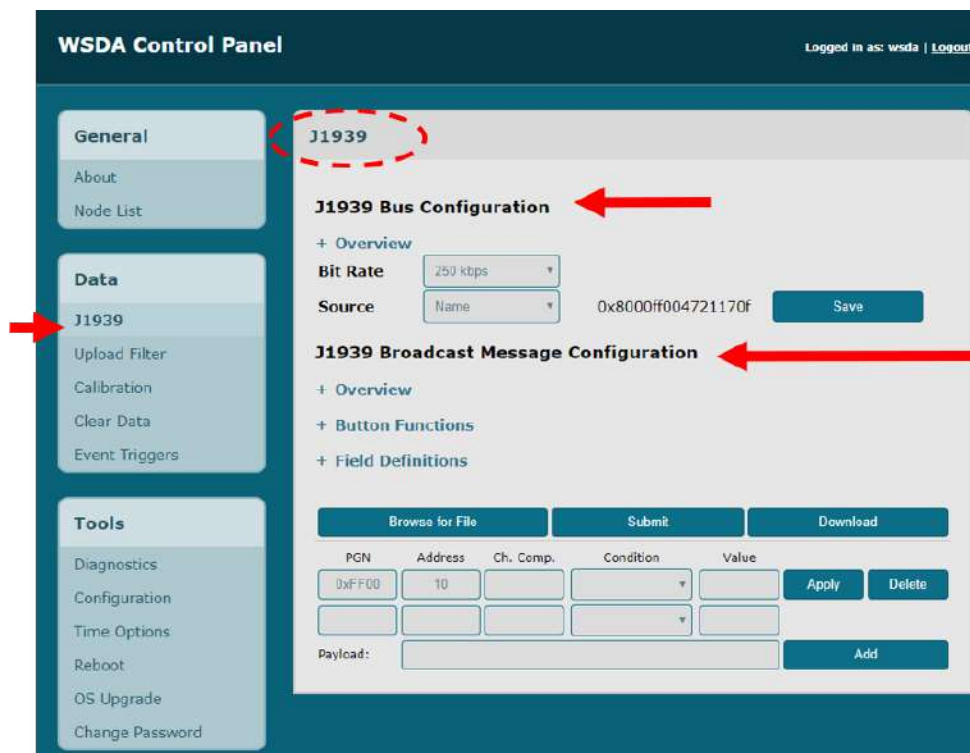 WSDA Control Panel
Logged in as: wsda | Logout
General
About
Node List
Data
J1939
Upload Filter
Calibration
Clear Data
Event Triggers
Tools
Diagnostics
Configuration
Time Options
Reboot
OS Upgrade
Change Password
J1939
J1939 Bus Configuration
+ Overview
Bit Rate 250 kbps
Source Name 0x8000ff004721170f Save
J1939 Broadcast Message Configuration
+ Overview
+ Button Functions
+ Field Definitions
Browse for File Submit Download
PGN Address Ch. Comp. Condition Value
0xFF00 10 Apply Delete
Payload: Add